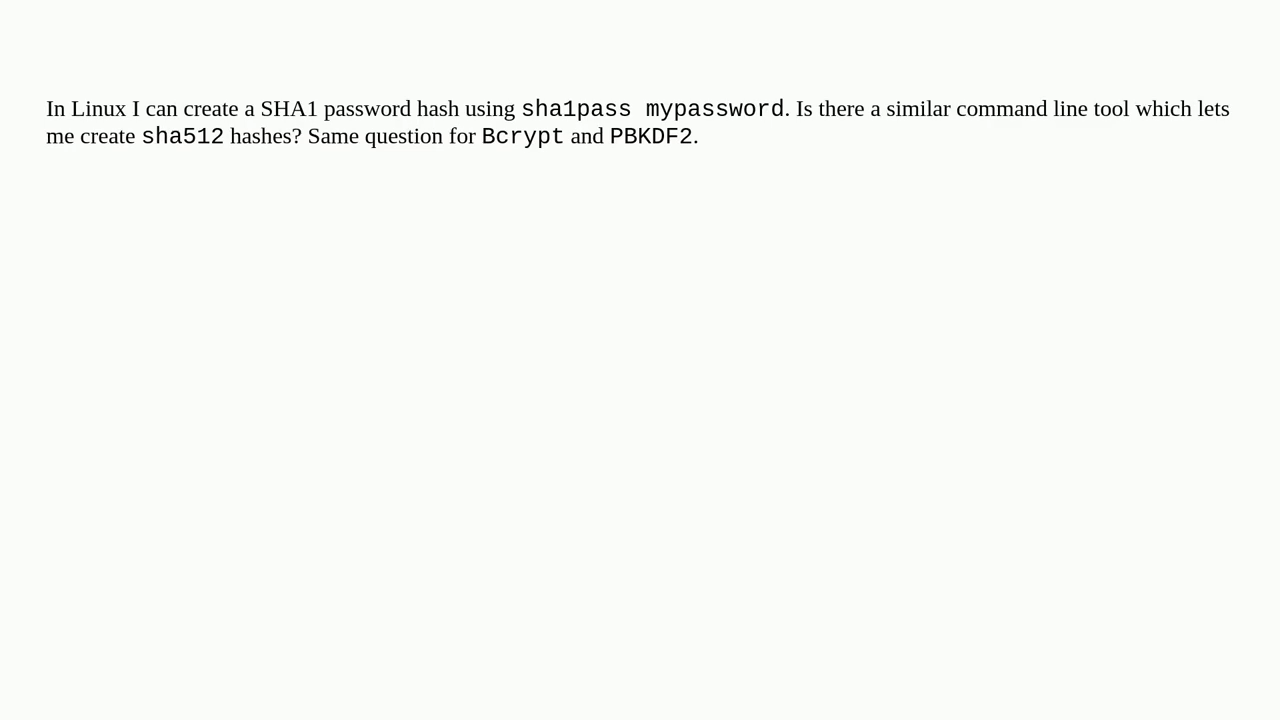 In Linux I can create a SHA1 password hash using sha1pass mypassword. Is there a similar command line tool which lets
me create sha512 hashes? Same question for Bcrypt and PBKDF2.